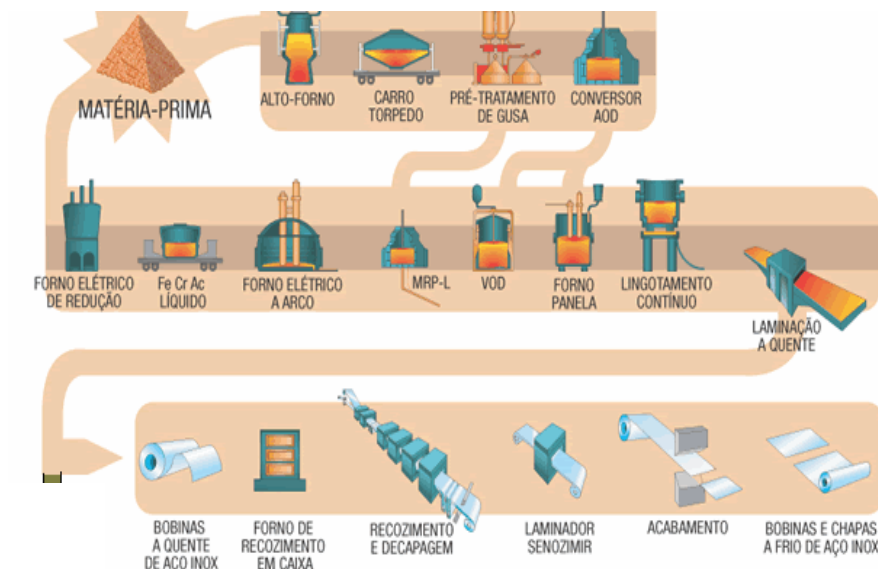 MATÉRIA-PRIMA
ALTO-FORNO
CARRO
TORPEDO
PRÉ-TRATAMENTO
DE GUSA
CONVERSOR
AOD
FORNO ELÉTRICO
DE REDUÇÃO
Fe Cr Ac
LÍQUIDO
FORNO ELÉTRICO
A ARCO
MRP-L
VOD
FORNO
PANELA
LINGOTAMENTO
CONTÍNUO
LAMINAÇÃO
A QUENTE
BOBINAS
A QUENTE
DE AÇO INOX
FORNO DE
RECOZIMENTO
EM CAIXA
RECOZIMENTO
E DECAPAGEM
LAMINADOR
SENOZIMIR
ACABAMENTO
BOBINAS E CHAPAS
A FRIO DE AÇO INOX